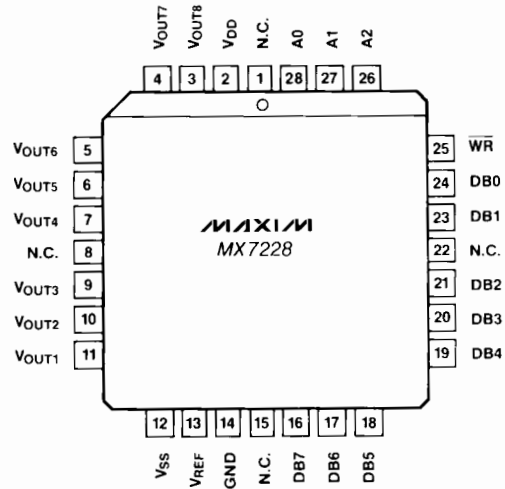 VOUT7 VOUT8 VDD N.C. A0 A1 A2
4 3 2 1 28 27 26
VOUT6 5
VOUT5 6
VOUT4 7
N.C. 8
VOUT3 9
VOUT2 10
VOUT1 11
MAXIM
MX7228
25 WR
24 DB0
23 DB1
22 N.C.
21 DB2
20 DB3
19 DB4
12 13 14 15 16 17 18
VSS VREF GND N.C. DB7 DB6 DB5